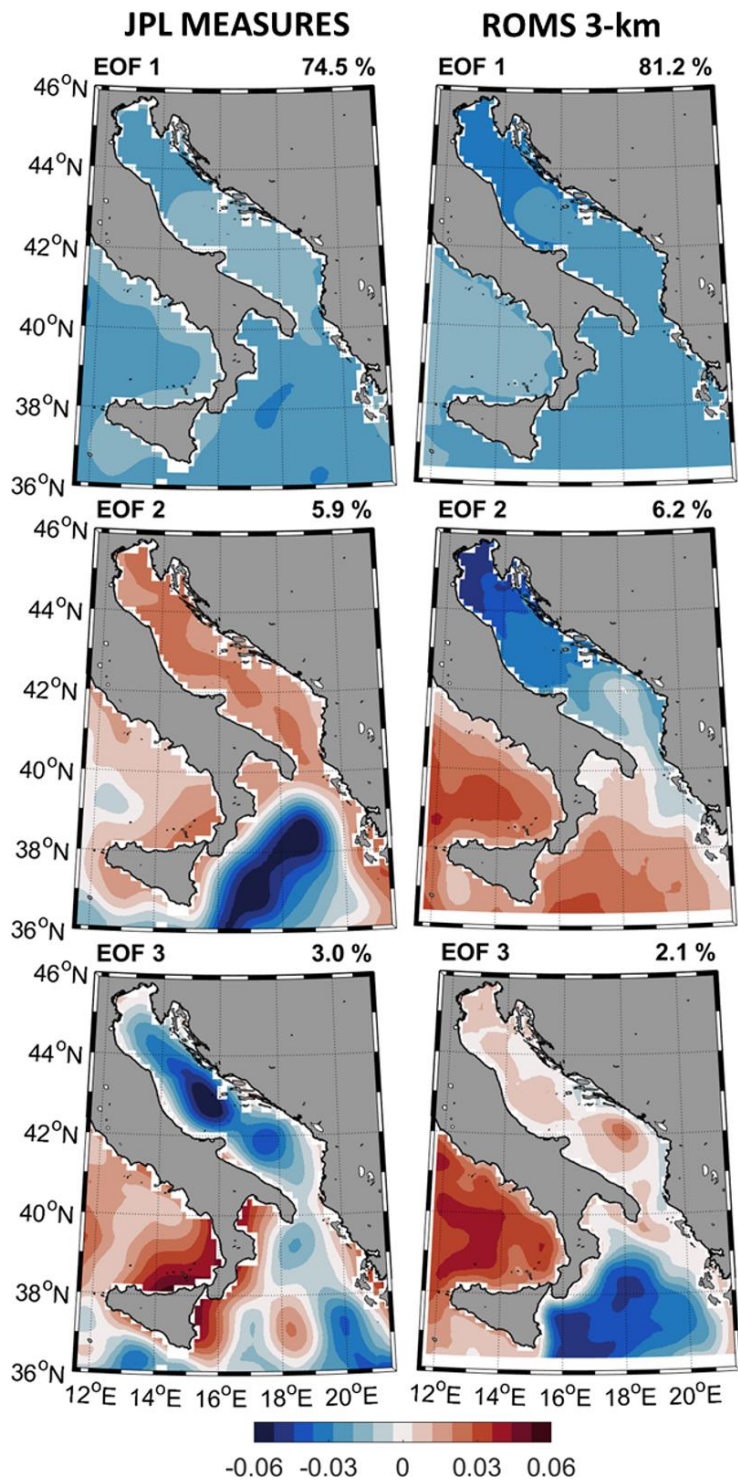 JPL MEASURES ROMS 3-km
EOF 1 74.5 % EOF 1 81.2 %
46°N
44°N
42°N
40°N
38°N
36°N
EOF 2 5.9 % EOF 2 6.2 %
46°N
44°N
42°N
40°N
38°N
36°N
EOF 3 3.0 % EOF 3 2.1 %
46°N
44°N
42°N
40°N
38°N
36°N
12°E 14°E 16°E 18°E 20°E 12°E 14°E 16°E 18°E 20°E
-0.06 -0.03 0 0.03 0.06